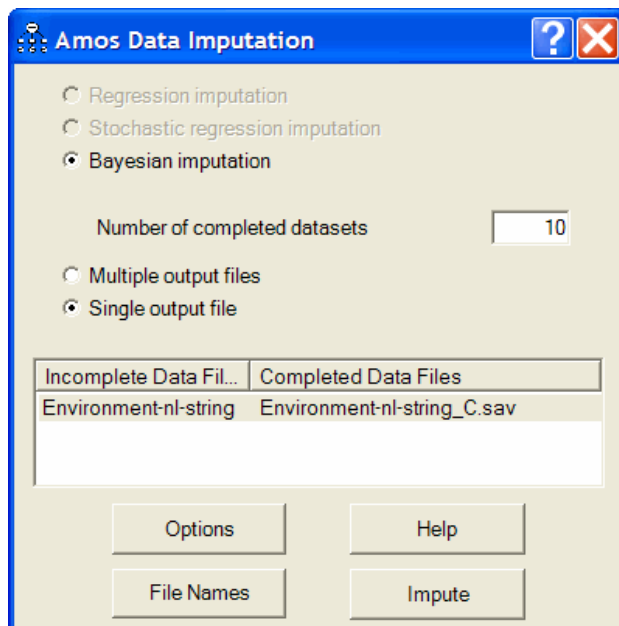 Amos Data Imputation
Regression imputation
Stochastic regression imputation
Bayesian imputation
Number of completed datasets 10
Multiple output files
Single output file
Incomplete Data Fil... Completed Data Files
Environment-nl-string Environment-nl-string_C.sav
Options Help
File Names Impute